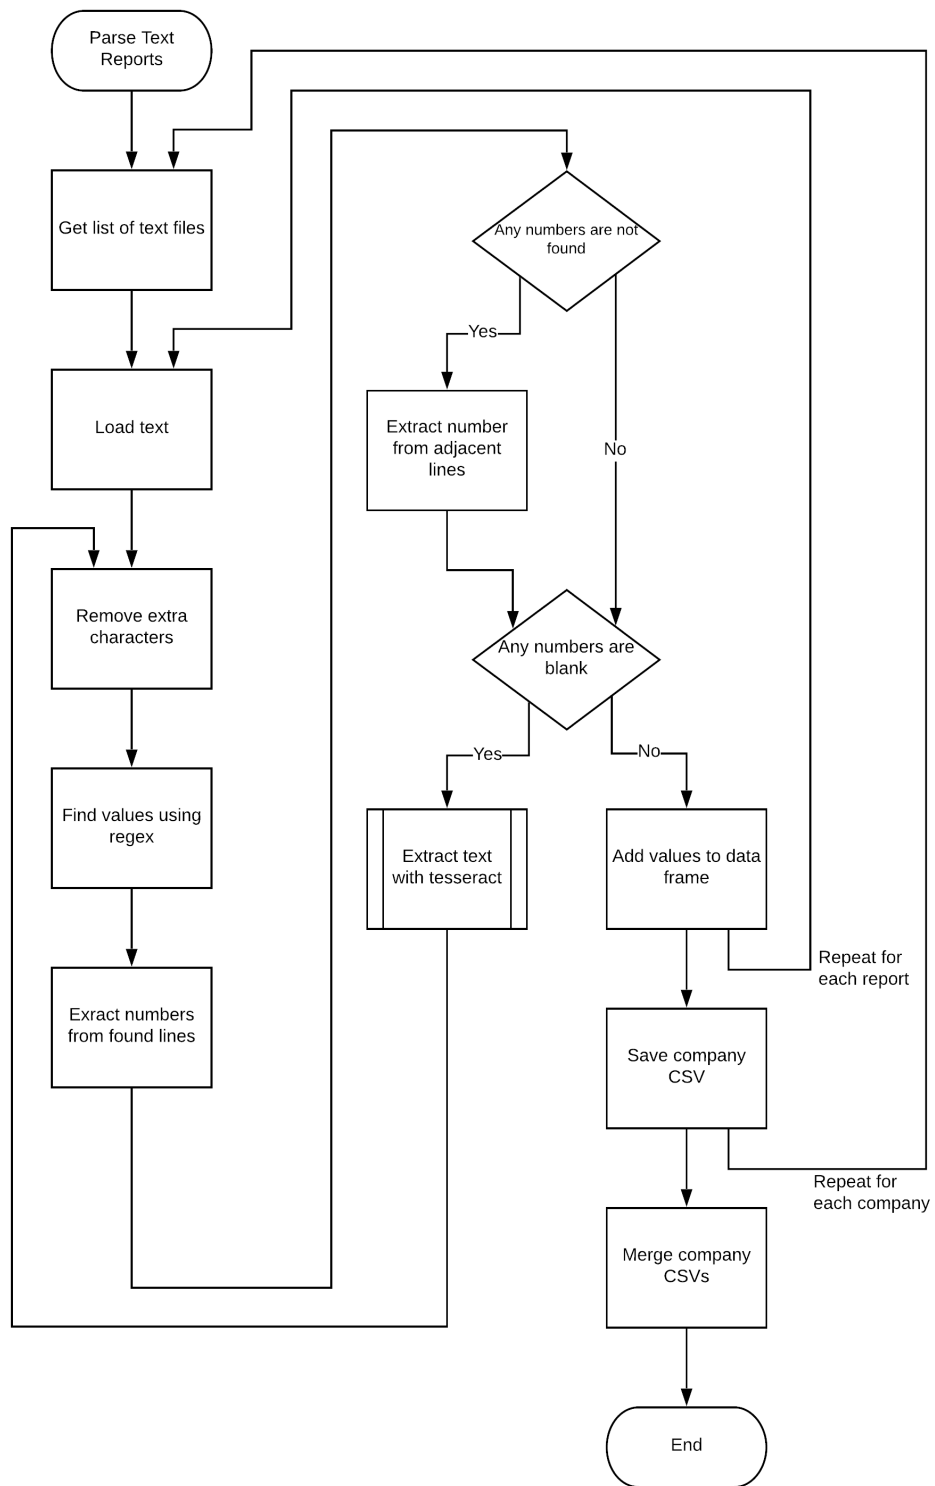 Parse Text
Reports
Get list of text files
Load text
Remove extra
characters
Find values using
regex
Exract numbers
from found lines
Any numbers are not
found
Yes
No
Extract number
from adjacent
lines
Any numbers are
blank
Yes
No
Extract text
with tesseract
Add values to data
frame
Repeat for
each report
Save company
CSV
Repeat for
each company
Merge company
CSVs
End